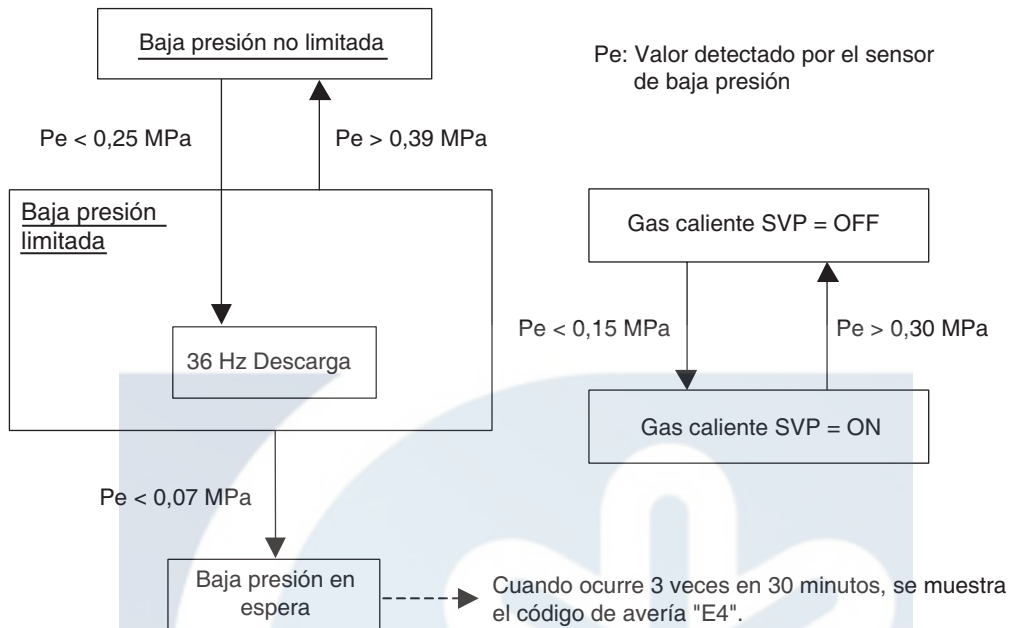 Baja presión no limitada
Pe: Valor detectado por el sensor
de baja presión
Pe < 0,25 MPa
Pe > 0,39 MPa
Baja presión
limitada
36 Hz Descarga
Gas caliente SVP = OFF
Pe < 0,15 MPa
Pe > 0,30 MPa
Gas caliente SVP = ON
Pe < 0,07 MPa
Baja presión en
espera
Cuando ocurre 3 veces en 30 minutos, se muestra
el código de avería "E4".